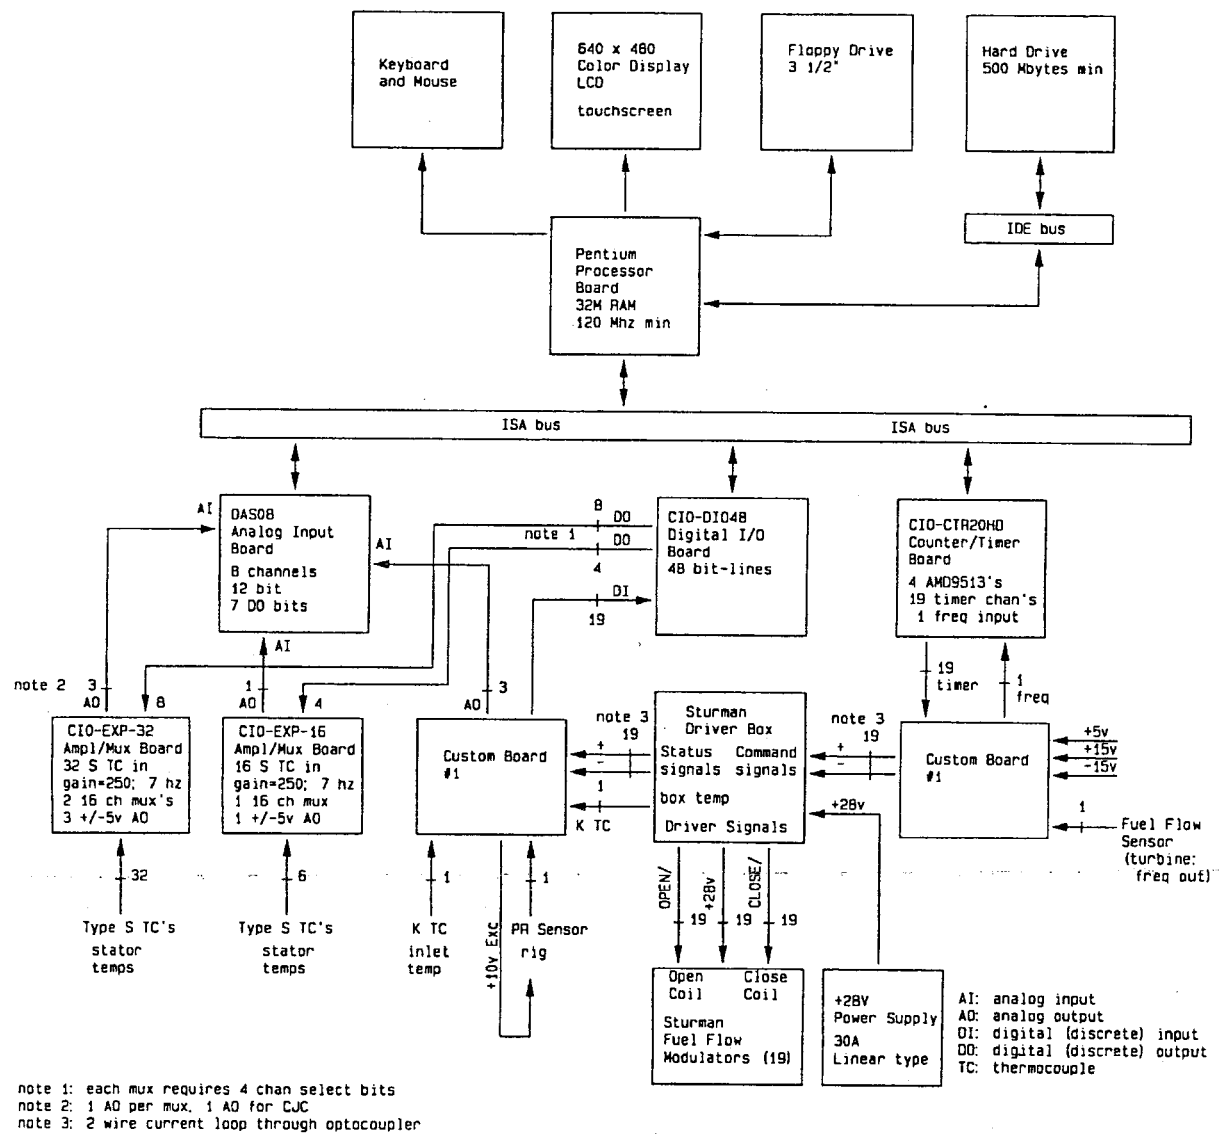 Keyboard
and Mouse
640 x 480
Color Display
LCD
touchscreen
Floppy Drive
3 1/2"
Hard Drive
500 Mbytes min
IDE bus
Pentium
Processor
Board
32M RAM
120 Mhz min
ISA bus
ISA bus
AI
DAS08
Analog Input
Board
8 channels
12 bit
7 DO bits
AI
AI
8
DO
note 1
DO
4
DI
19
CIO-DIO48
Digital I/O
Board
48 bit-lines
CIO-CTR20HD
Counter/Timer
Board
4 AMD9513's
19 timer chan's
1 freq input
19
timer
1
freq
note 2
3
AO
8
1
AO
4
3
AO
CIO-EXP-32
Ampl/Mux Board
32 S TC in
gain=250; 7 hz
2 16 ch mux's
3 +/-5v AO
CIO-EXP-16
Ampl/Mux Board
16 S TC in
gain=250; 7 hz
1 16 ch mux
1 +/-5v AO
Custom Board
#1
note 3
19
+
-
1
K TC
Sturman
Driver Box
Status
signals
Command
signals
box temp
Driver Signals
note 3
19
+
-
+28v
Custom Board
#1
+5v
+15v
-15v
1
Fuel Flow
Sensor
(turbine:
freq out)
32
6
1
1
OPEN/
+28v
CLOSE/
19
19
19
Type S TC's
stator
temps
Type S TC's
stator
temps
K TC
inlet
temp
+10v Exc
PR Sensor
rig
Open
Coil
Close
Coil
Sturman
Fuel Flow
Modulators (19)
+28V
Power Supply
30A
Linear type
AI: analog input
AO: analog output
DI: digital (discrete) input
DO: digital (discrete) output
TC: thermocouple
note 1: each mux requires 4 chan select bits
note 2: 1 AO per mux, 1 AO for CJC
note 3: 2 wire current loop through optocoupler